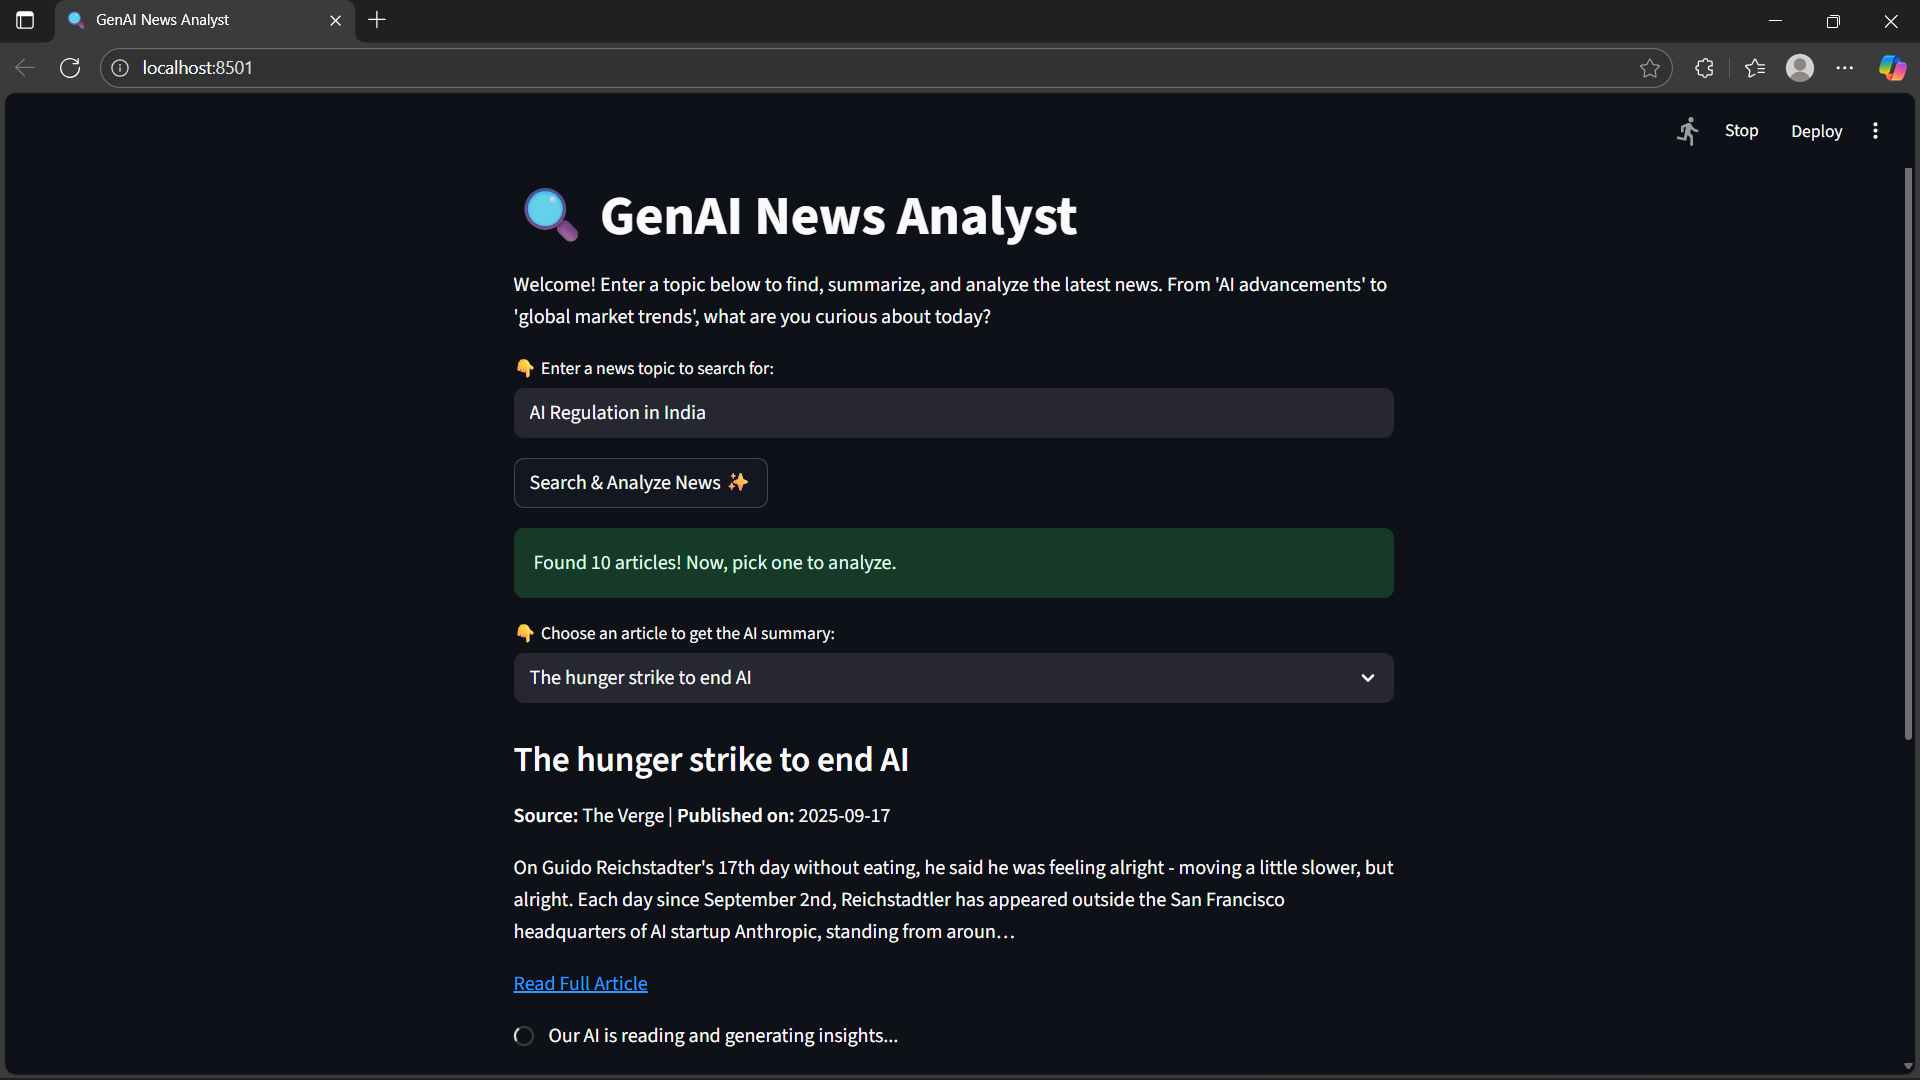 GenAI News Analyst
localhost:8501
Stop Deploy
GenAI News Analyst
Welcome! Enter a topic below to find, summarize, and analyze the latest news. From 'AI advancements' to
'global market trends', what are you curious about today?
👇 Enter a news topic to search for:
AI Regulation in India
Search & Analyze News ✨
Found 10 articles! Now, pick one to analyze.
👇 Choose an article to get the AI summary:
The hunger strike to end AI
The hunger strike to end AI
Source: The Verge | Published on: 2025-09-17
On Guido Reichstadter's 17th day without eating, he said he was feeling alright - moving a little slower, but
alright. Each day since September 2nd, Reichstadtler has appeared outside the San Francisco
headquarters of AI startup Anthropic, standing from aroun…
Read Full Article
Our AI is reading and generating insights...